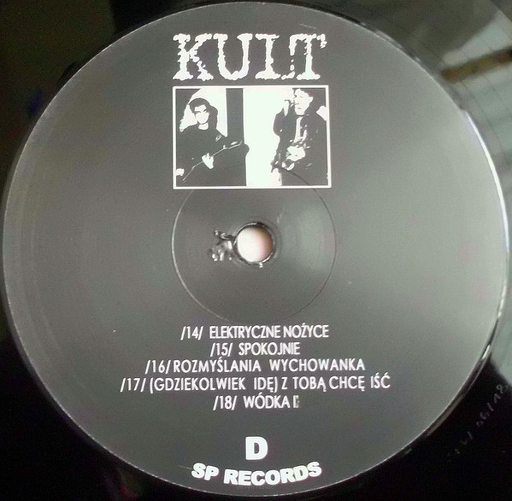 KULT
/14/ ELEKTRYCZNE NOŻYCE
/15/ SPOKOJNIE
/16/ ROZMYŚLANIA WYCHOWANKA
/17/ (GDZIEKOLWIEK IDĘ) Z TOBĄ CHCĘ IŚĆ
/18/ WÓDKA
D
SP RECORDS